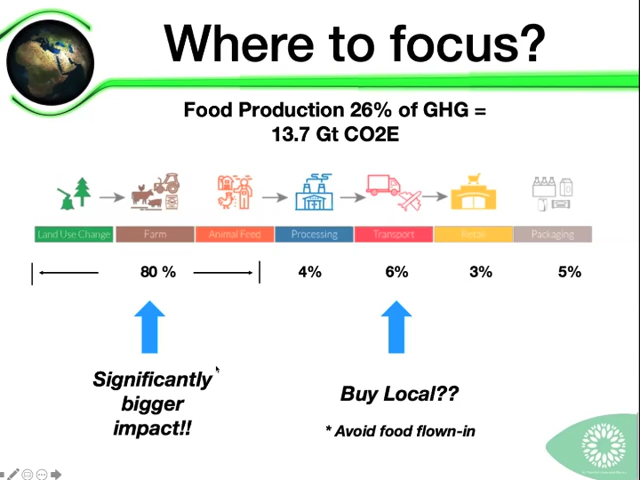 Where to focus?
Food Production 26% of GHG =
13.7 Gt CO2E
Land Use Change Farm Animal Feed Processing Transport Retail Packaging
80 % 4% 6% 3% 5%
Significantly
bigger
impact!!
Buy Local??
* Avoid food flown-in